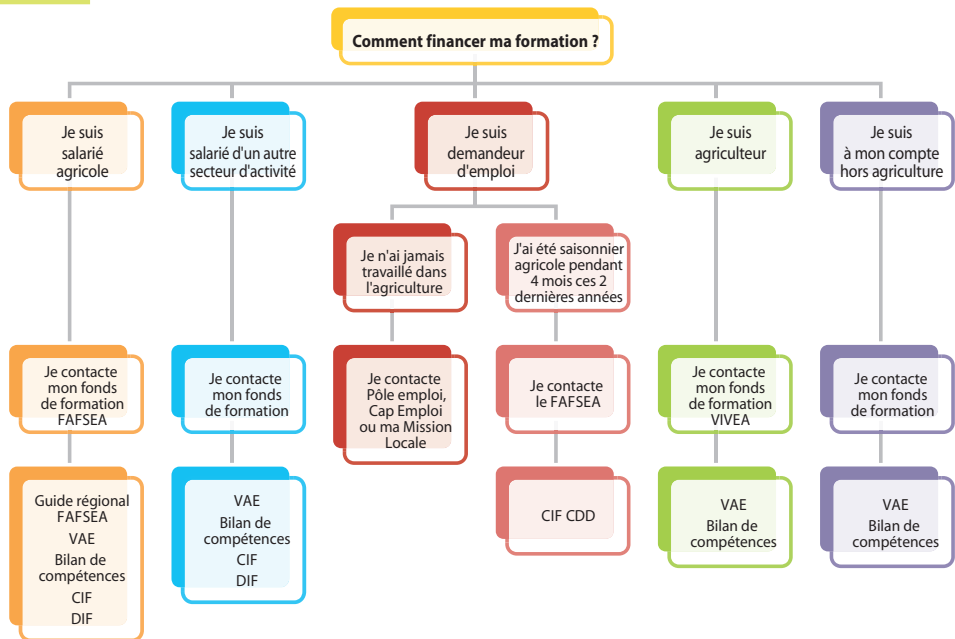 Comment financer ma formation ?
Je suis
salarié
agricole
Je suis
salarié d'un autre
secteur d'activité
Je suis
demandeur
d'emploi
Je suis
agriculteur
Je suis
à mon compte
hors agriculture
Je n'ai jamais
travaillé dans
l'agriculture
J'ai été saisonnier
agricole pendant
4 mois ces 2
dernières années
Je contacte
mon fonds
de formation
FAFSEA
Je contacte
mon fonds
de formation
Je contacte
Pôle emploi,
Cap Emploi
ou ma Mission
Locale
Je contacte
le FAFSEA
Je contacte
mon fonds
de formation
VIVEA
Je contacte
mon fonds
de formation
Guide régional
FAFSEA
VAE
Bilan de
compétences
CIF
DIF
VAE
Bilan de
compétences
CIF
DIF
CIF CDD
VAE
Bilan de
compétences
VAE
Bilan de
compétences